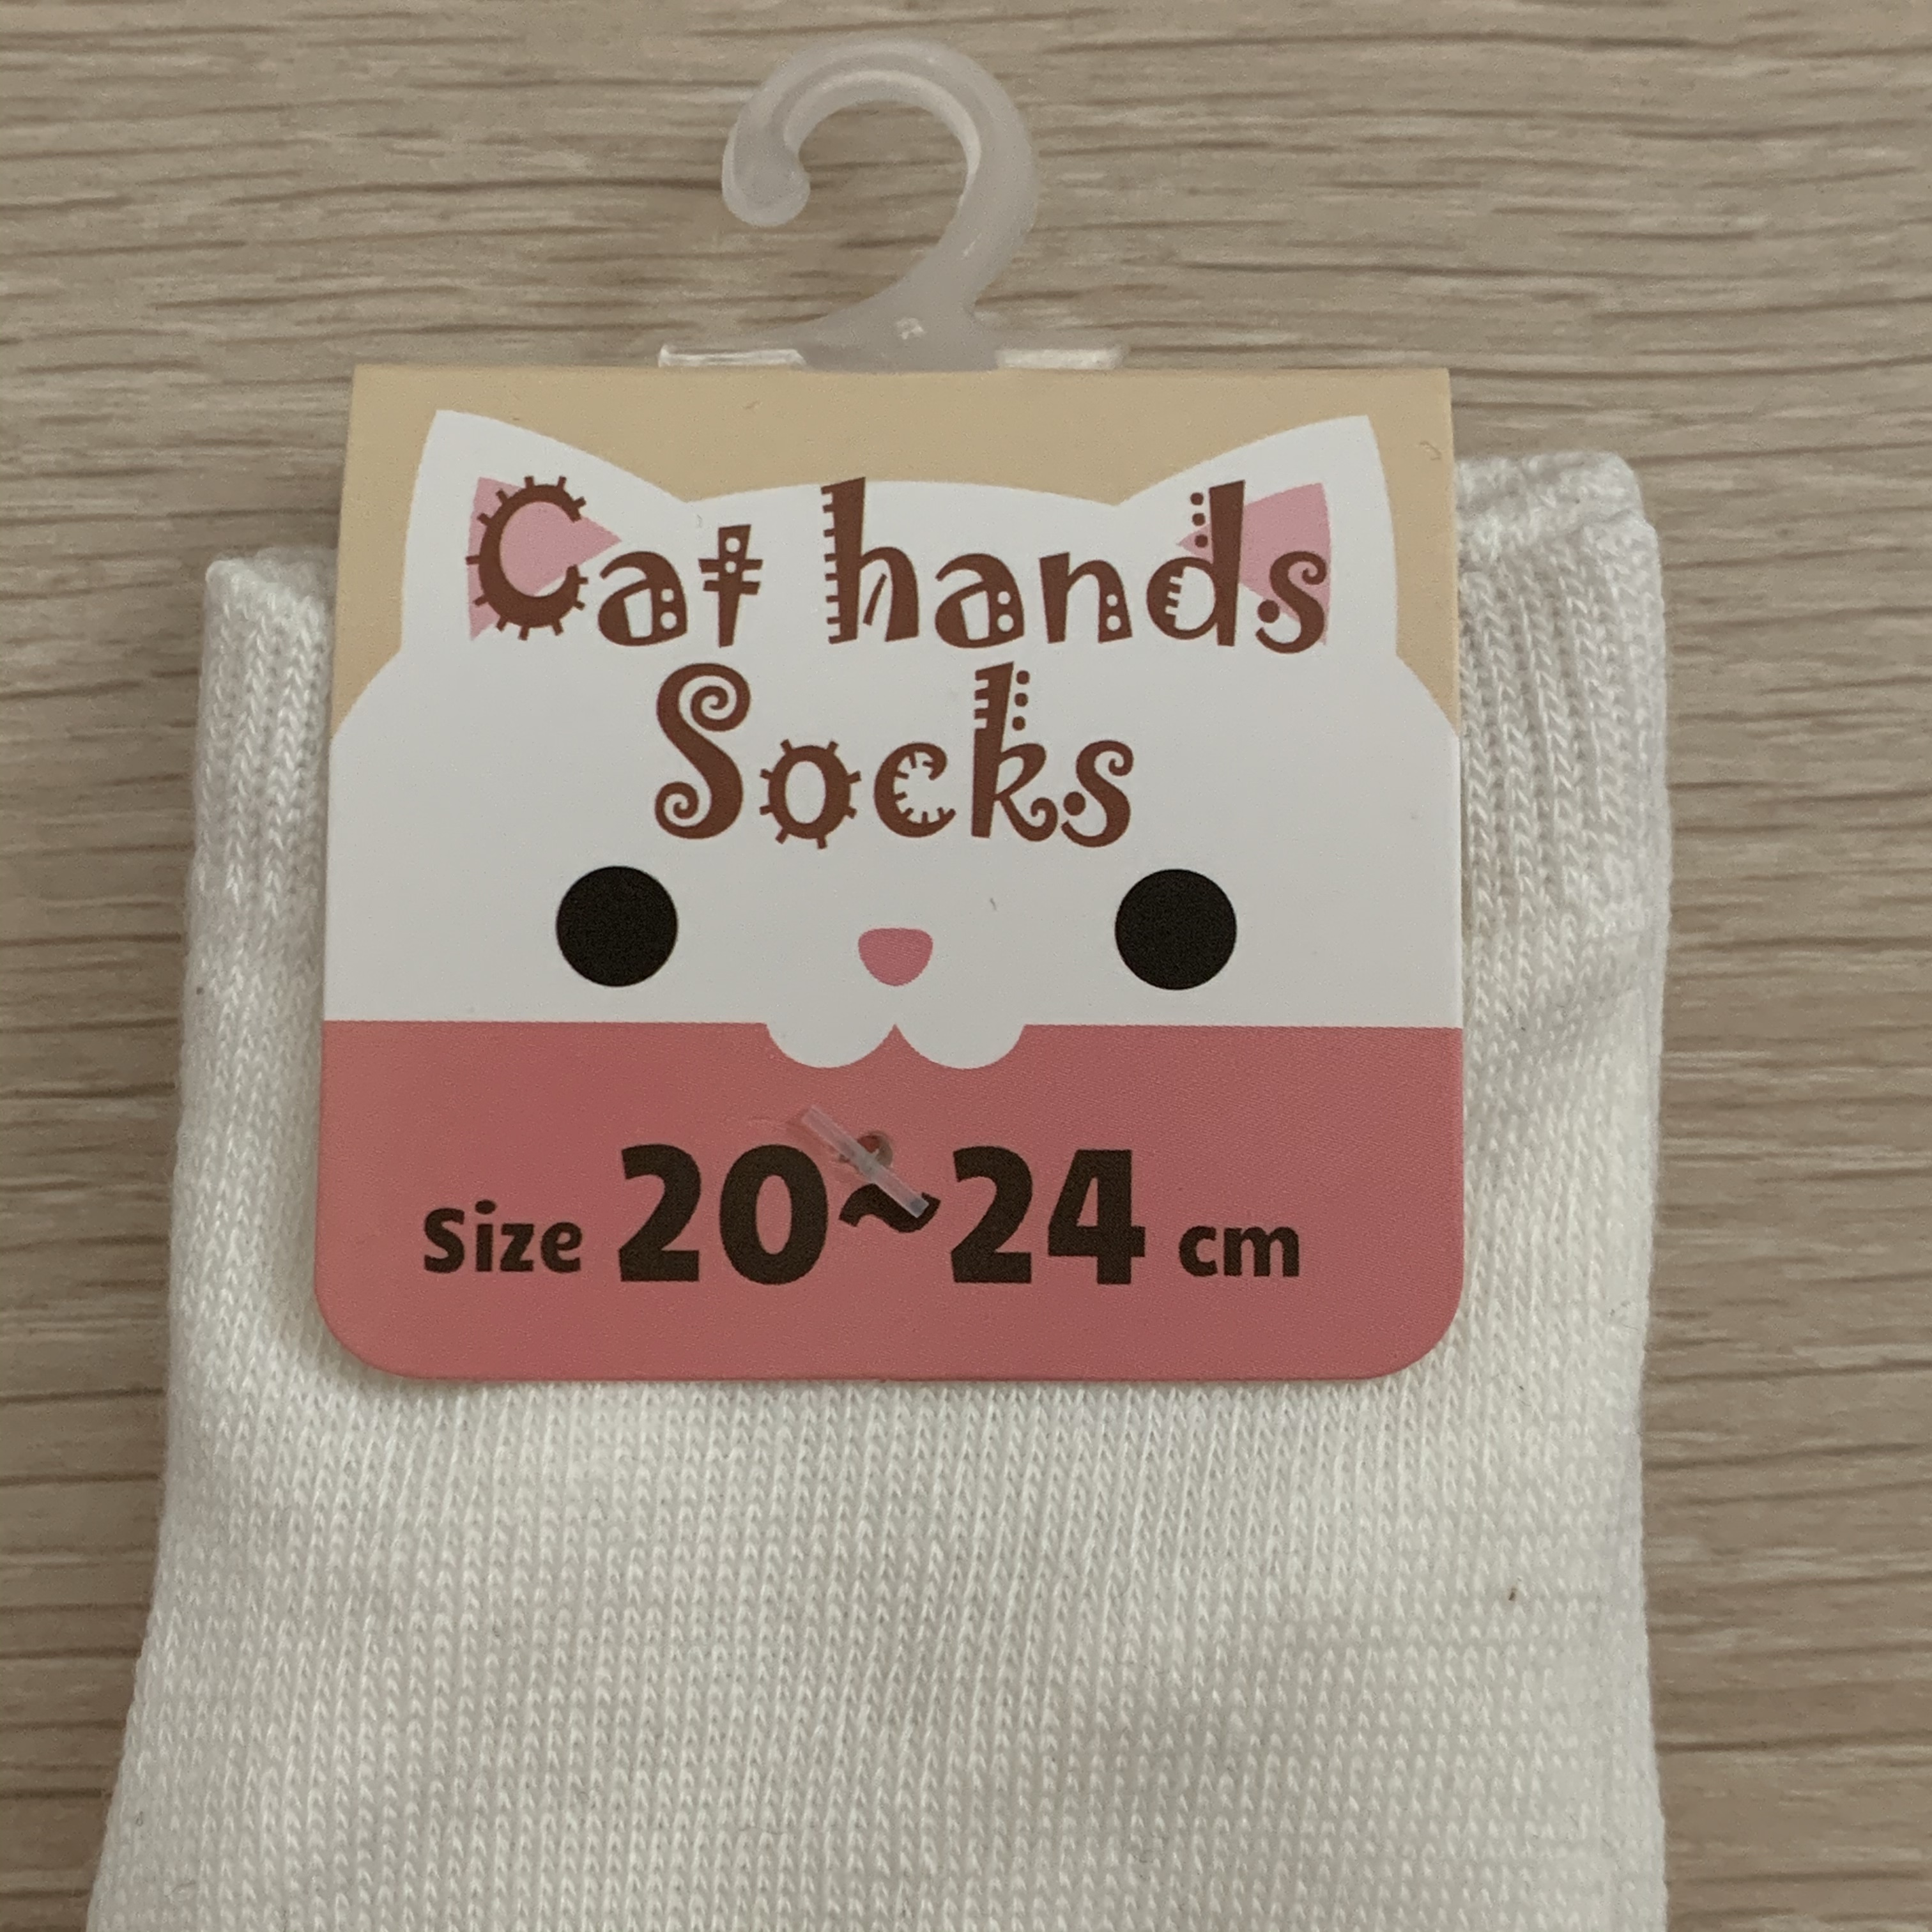 Cat hands
Socks
Size 20~24 cm